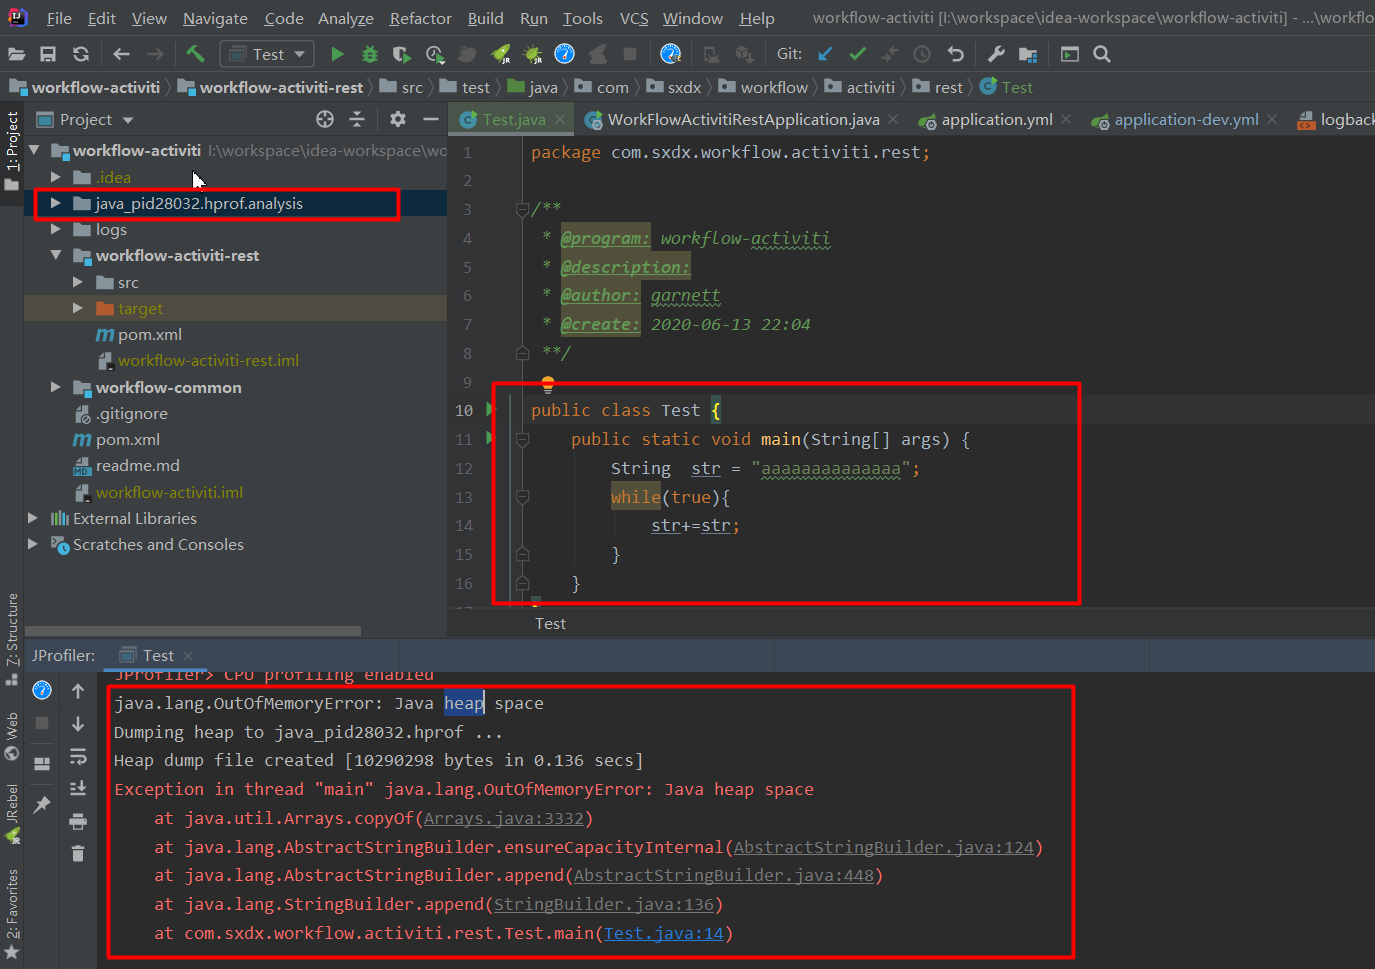 File Edit View Navigate Code Analyze Refactor Build Run Tools VCS Window Help workflow-activiti [I:\workspace\idea-workspace\workflow-activiti] - ...\workflo
Test Git:
workflow-activiti workflow-activiti-rest src test java com sxdx workflow activiti rest Test
1: Project
Project
Test.java WorkFlowActivitiRestApplication.java application.yml application-dev.yml logback
workflow-activiti I:\workspace\idea-workspace\wo
.idea
java_pid28032.hprof.analysis
logs
workflow-activiti-rest
src
target
pom.xml
workflow-activiti-rest.iml
workflow-common
.gitignore
pom.xml
readme.md
workflow-activiti.iml
External Libraries
Scratches and Consoles
1 package com.sxdx.workflow.activiti.rest;
2
3 /**
4 * @program: workflow-activiti
5 * @description:
6 * @author: garnett
7 * @create: 2020-06-13 22:04
8 **/
9
10 public class Test {
11 public static void main(String[] args) {
12 String str = "aaaaaaaaaaaaaa";
13 while(true){
14 str+=str;
15 }
16 }
Test
Z: Structure
Web
JRebel
2: Favorites
JProfiler: Test
JProfiler> CPU profiling enabled
java.lang.OutOfMemoryError: Java heap space
Dumping heap to java_pid28032.hprof ...
Heap dump file created [10290298 bytes in 0.136 secs]
Exception in thread "main" java.lang.OutOfMemoryError: Java heap space
at java.util.Arrays.copyOf(Arrays.java:3332)
at java.lang.AbstractStringBuilder.ensureCapacityInternal(AbstractStringBuilder.java:124)
at java.lang.AbstractStringBuilder.append(AbstractStringBuilder.java:448)
at java.lang.StringBuilder.append(StringBuilder.java:136)
at com.sxdx.workflow.activiti.rest.Test.main(Test.java:14)